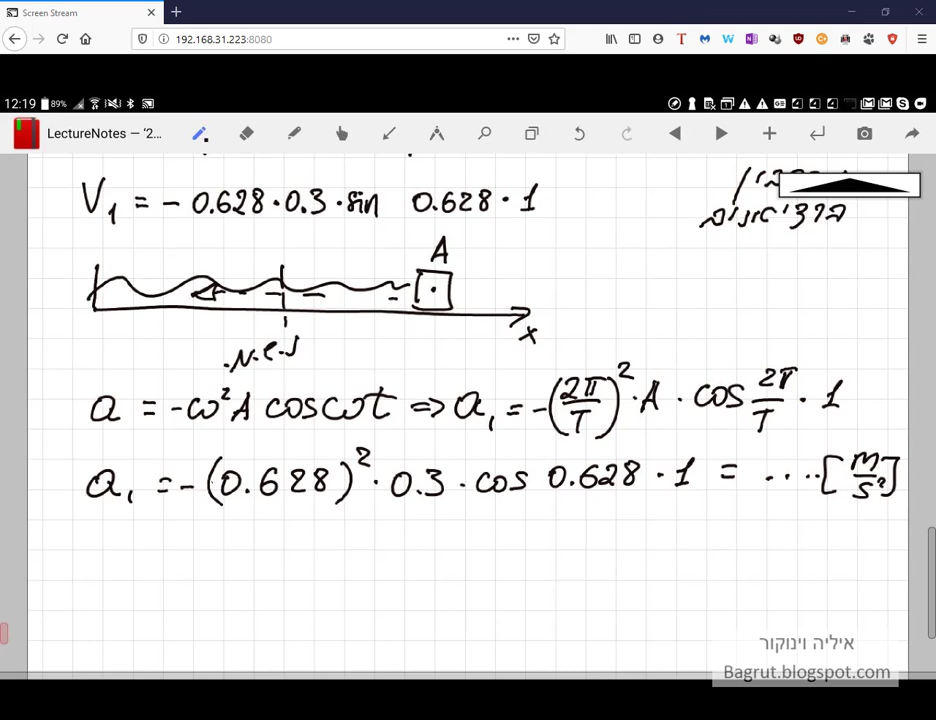 Screen Stream
192.168.31.223:8080
12:19 89%
LectureNotes — ‘2...
V₁ = - 0.628 · 0.3 · sin 0.628 · 1
A
x
a = -ω²A cos ωt ⇒ a₁ = -(2π/T)² · A · cos 2π/T · 1
a₁ = -(0.628)² · 0.3 · cos 0.628 · 1 = ....[m/s²]
איליה וינוקור
Bagrut.blogspot.com